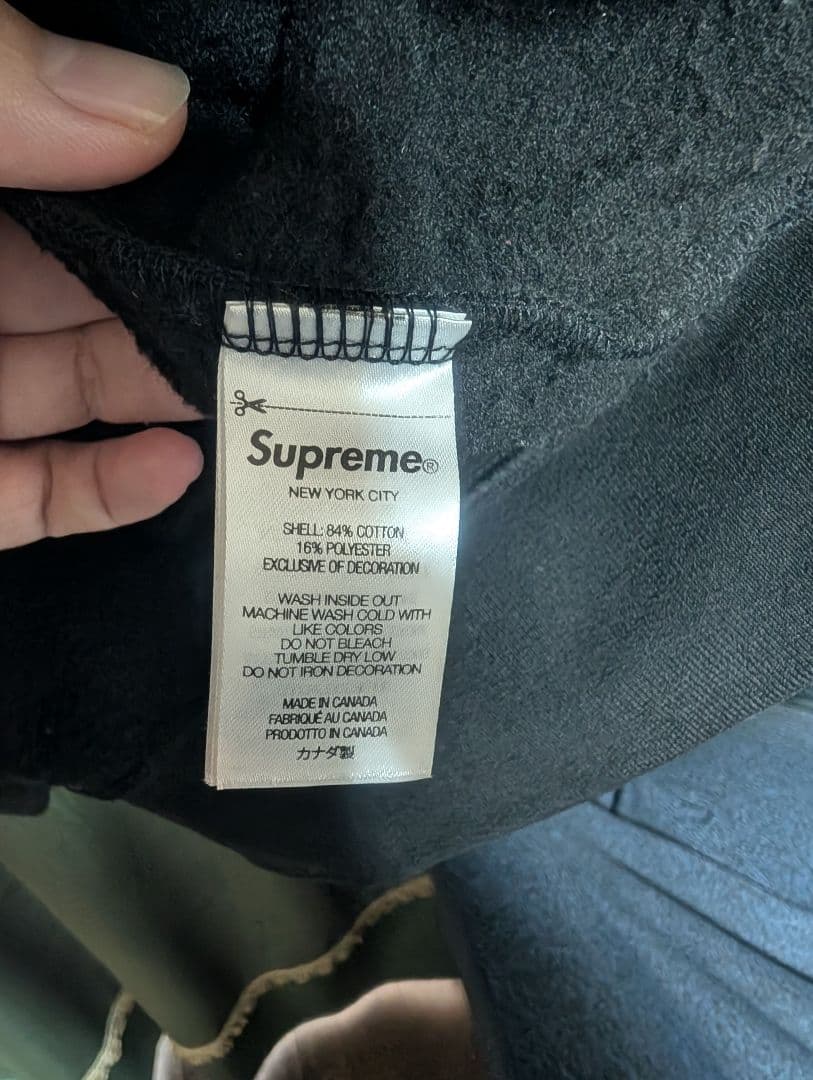 Supreme®
NEW YORK CITY
SHELL: 84% COTTON
16% POLYESTER
EXCLUSIVE OF DECORATION
WASH INSIDE OUT
MACHINE WASH COLD WITH
LIKE COLORS
DO NOT BLEACH
TUMBLE DRY LOW
DO NOT IRON DECORATION
MADE IN CANADA
FABRIQUÉ AU CANADA
PRODOTTO IN CANADA
カナダ製